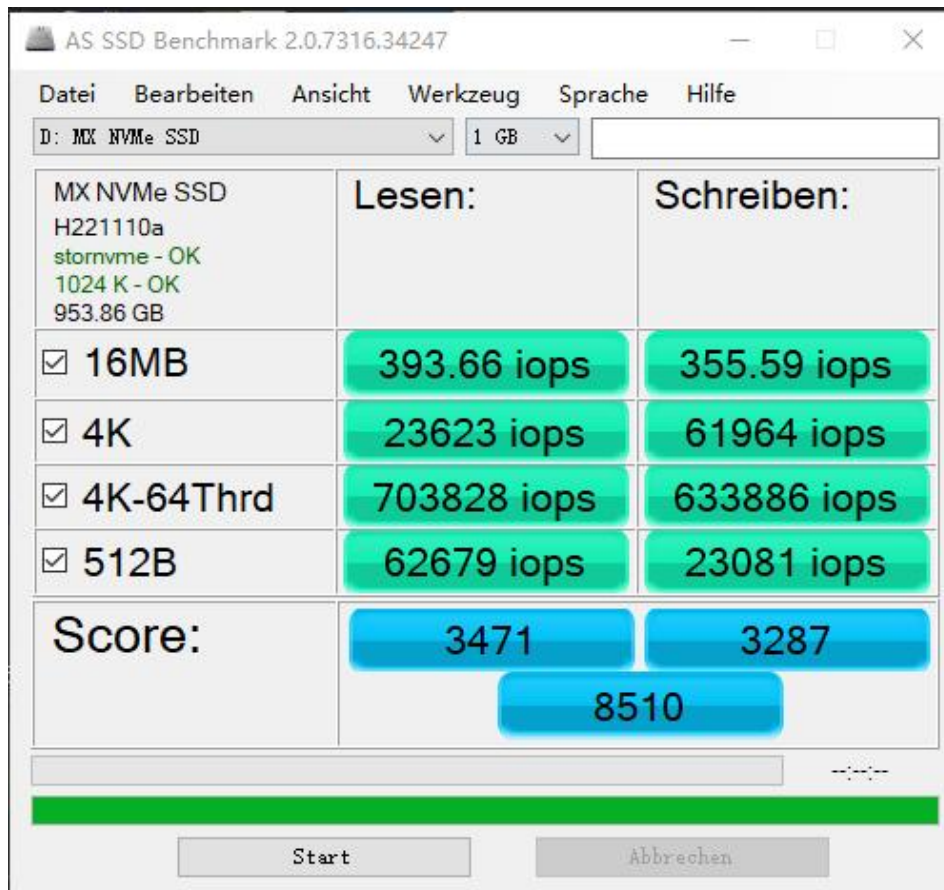 AS SSD Benchmark 2.0.7316.34247
Datei Bearbeiten Ansicht Werkzeug Sprache Hilfe
D: MX NVMe SSD 1 GB
MX NVMe SSD
H221110a
stornvme - OK
1024 K - OK
953.86 GB
Lesen: Schreiben:
16MB 393.66 iops 355.59 iops
4K 23623 iops 61964 iops
4K-64Thrd 703828 iops 633886 iops
512B 62679 iops 23081 iops
Score: 3471 3287
8510
--:--:--
Start Abbrechen